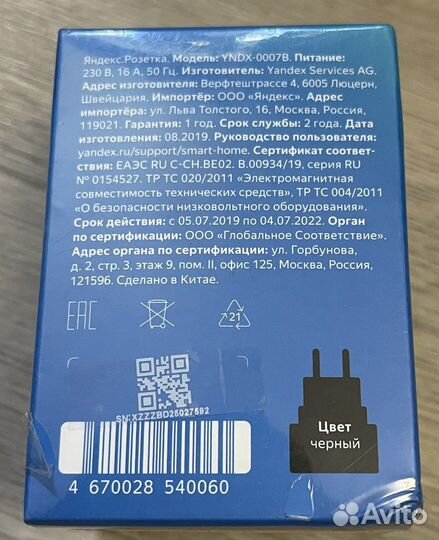 Яндекс.Розетка. Модель: YNDX-0007B. Питание:
230 В, 16 А, 50 Гц. Изготовитель: Yandex Services AG.
Адрес изготовителя: Верфтештрассе 4, 6005 Люцерн,
Швейцария. Импортёр: ООО «Яндекс». Адрес
импортёра: ул. Льва Толстого, 16, Москва, Россия,
119021. Гарантия: 1 год. Срок службы: 2 года. Дата
изготовления: 08.2019. Руководство пользователя:
yandex.ru/support/smart-home. Сертификат соответ-
ствия: ЕАЭС RU С-CH.BE02. B.00934/19, серия RU
№ 0154527. ТР ТС 020/2011 «Электромагнитная
совместимость технических средств», ТР ТС 004/2011
«О безопасности низковольтного оборудования».
Срок действия: с 05.07.2019 по 04.07.2022. Орган
по сертификации: ООО «Глобальное Соответствие».
Адрес органа по сертификации: ул. Горбунова,
д. 2, стр. 3, этаж 9, пом. II, офис 125, Москва, Россия,
121596. Сделано в Китае.
EAC
21
SN:XZZZBD25027592
Цвет
черный
4 670028 540060
Avito